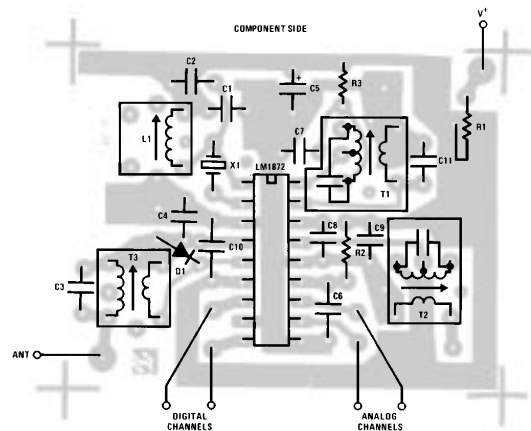 COMPONENT SIDE
V+
C2
C1
+
C5
R3
R1
L1
X1
C7
LM1872
T1
C11
C4
C10
C8
R2
C9
T3
D1
C3
C6
T2
ANT
DIGITAL
CHANNELS
ANALOG
CHANNELS